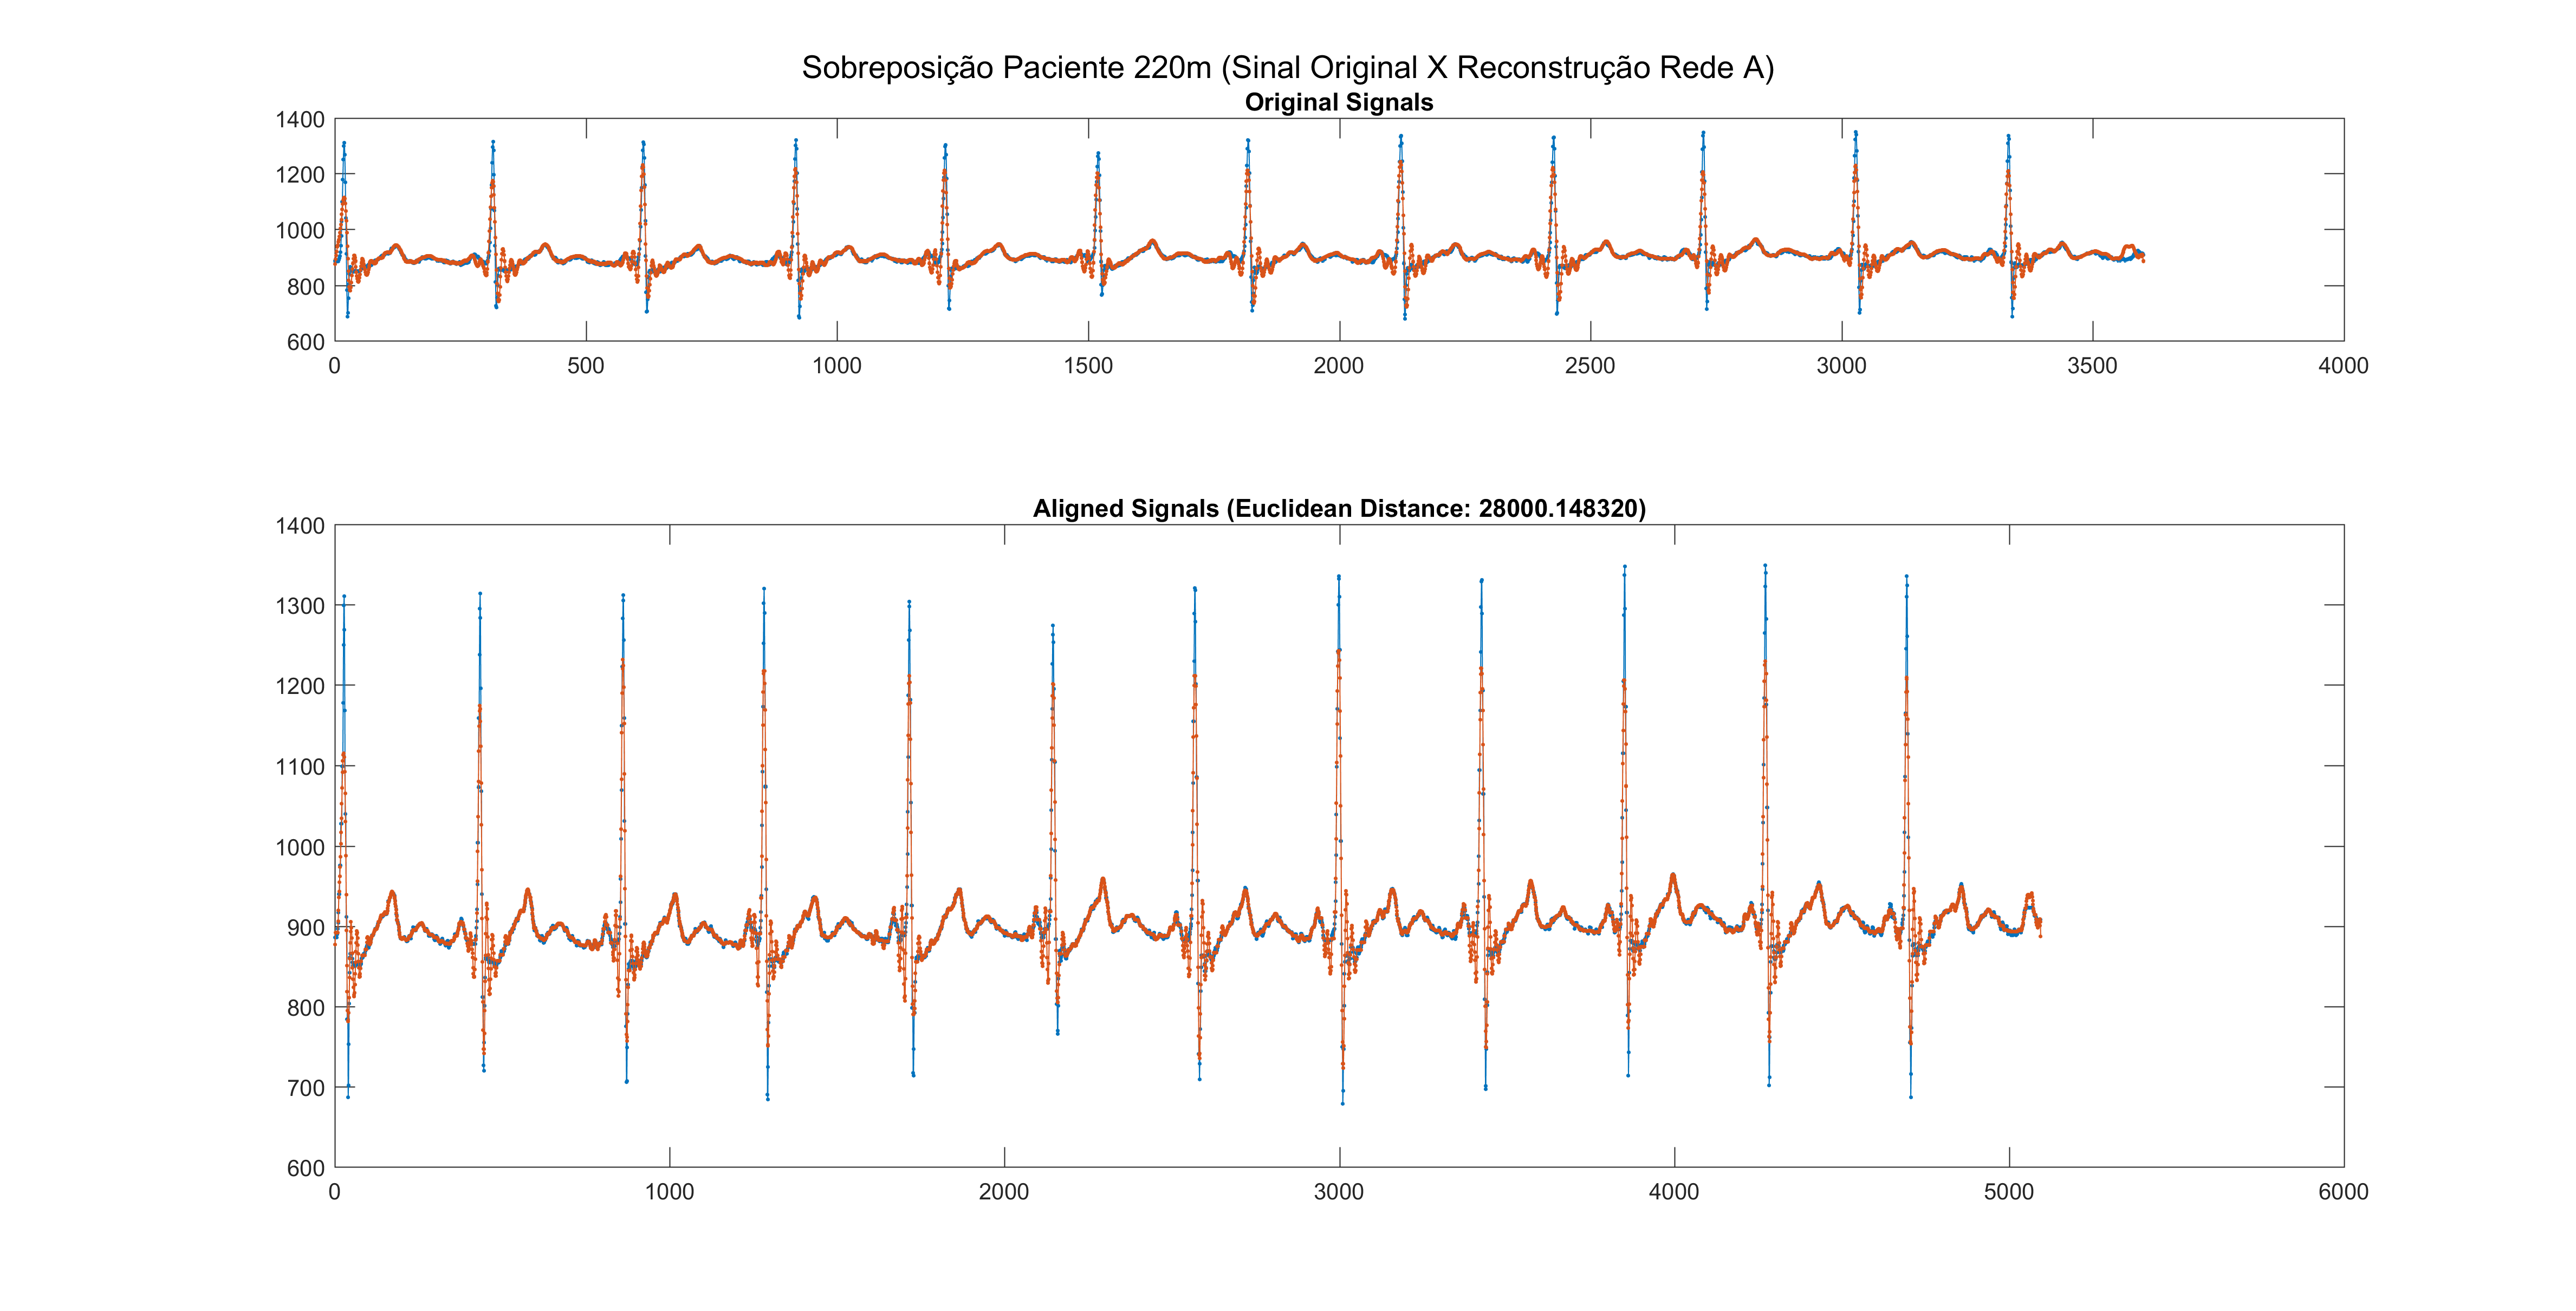 Sobreposição Paciente 220m (Sinal Original X Reconstrução Rede A)
Original Signals
1400
1200
1000
800
600
0 500 1000 1500 2000 2500 3000 3500 4000
Aligned Signals (Euclidean Distance: 28000.148320)
1400
1300
1200
1100
1000
900
800
700
600
0 1000 2000 3000 4000 5000 6000